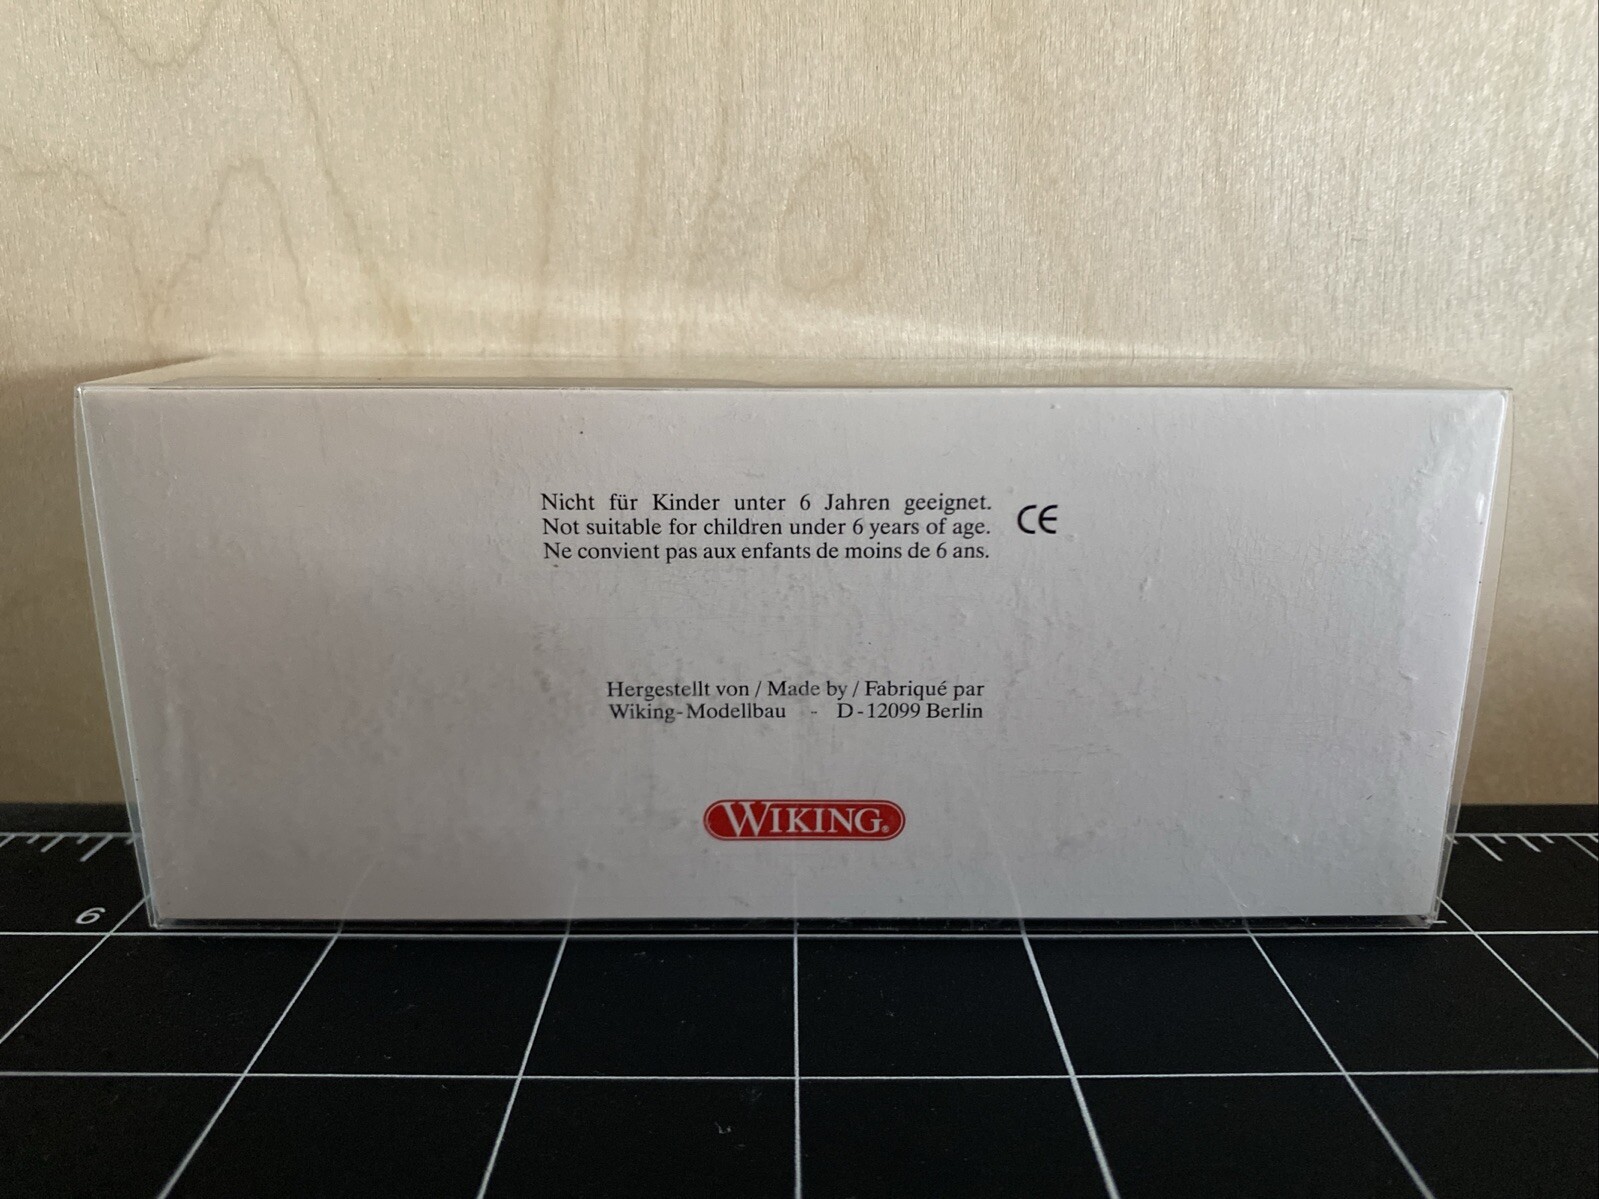 Nicht für Kinder unter 6 Jahren geeignet.
Not suitable for children under 6 years of age.
Ne convient pas aux enfants de moins de 6 ans.
CE
Hergestellt von / Made by / Fabriqué par
Wiking-Modellbau - D-12099 Berlin
WIKING®
6